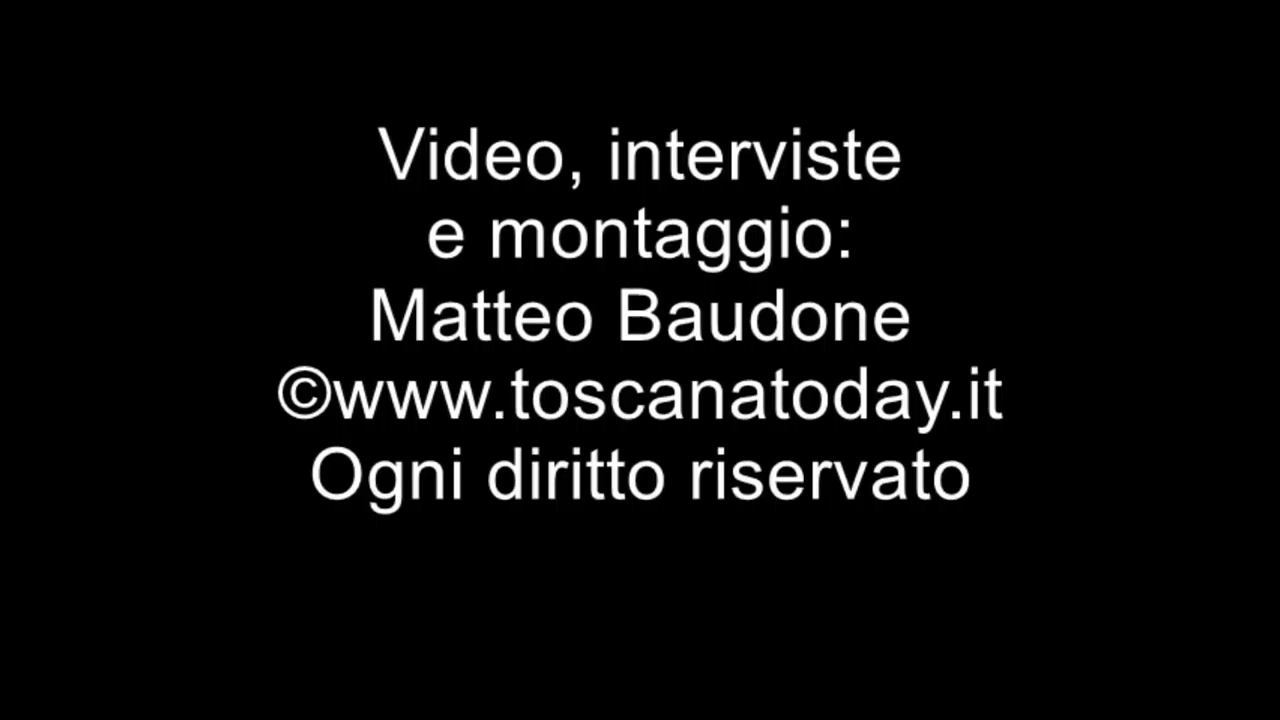 Video, interviste
e montaggio:
Matteo Baudone
©www.toscanatoday.it
Ogni diritto riservato